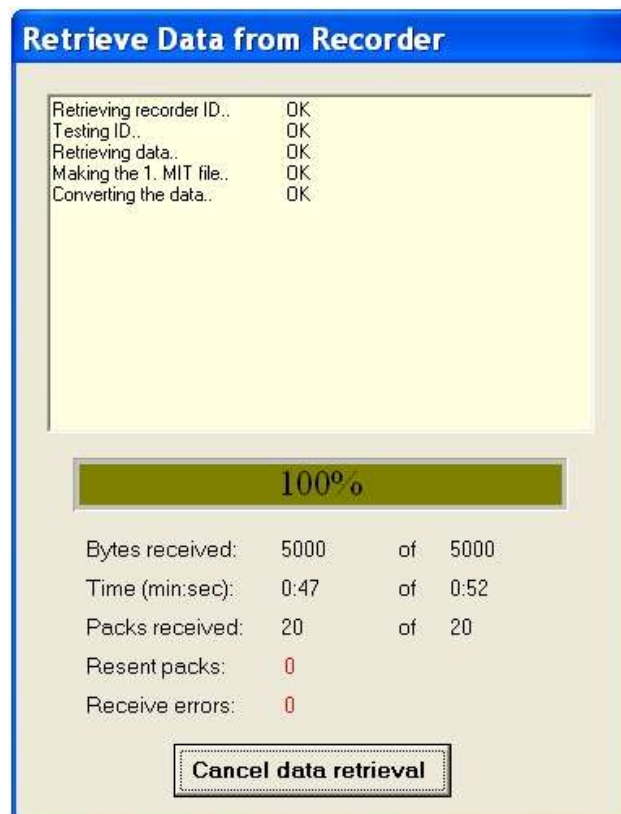 Retrieve Data from Recorder
Retrieving recorder ID.. OK
Testing ID.. OK
Retrieving data.. OK
Making the 1. MIT file.. OK
Converting the data.. OK
100%
Bytes received: 5000 of 5000
Time (min:sec): 0:47 of 0:52
Packs received: 20 of 20
Resent packs: 0
Receive errors: 0
Cancel data retrieval